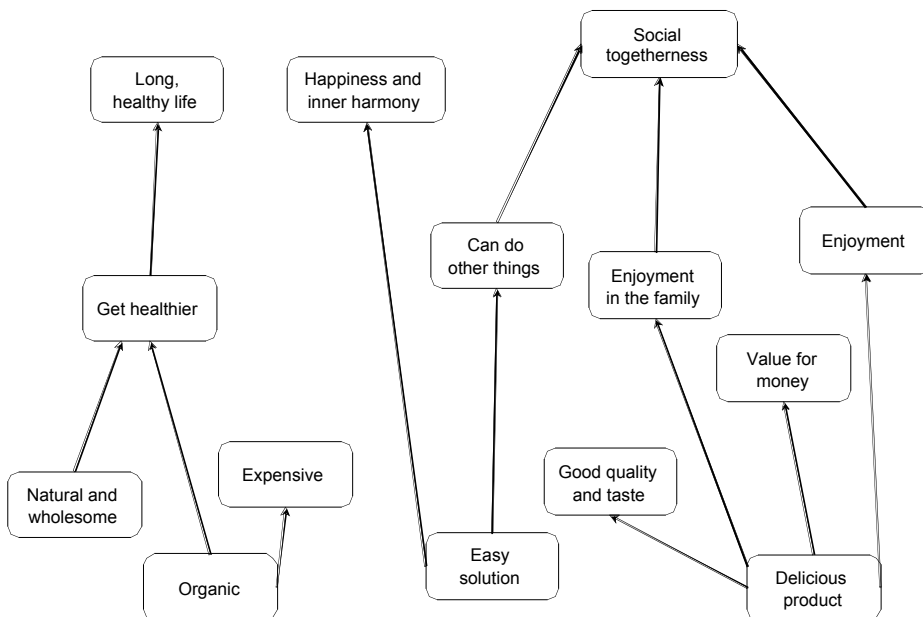 Social
togetherness
Long,
healthy life
Happiness and
inner harmony
Can do
other things
Enjoyment
Enjoyment
in the family
Get healthier
Value for
money
Expensive
Good quality
and taste
Natural and
wholesome
Organic
Easy
solution
Delicious
product